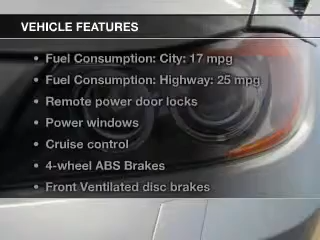 VEHICLE FEATURES
• Fuel Consumption: City: 17 mpg
• Fuel Consumption: Highway: 25 mpg
• Remote power door locks
• Power windows
• Cruise control
• 4-wheel ABS Brakes
• Front Ventilated disc brakes